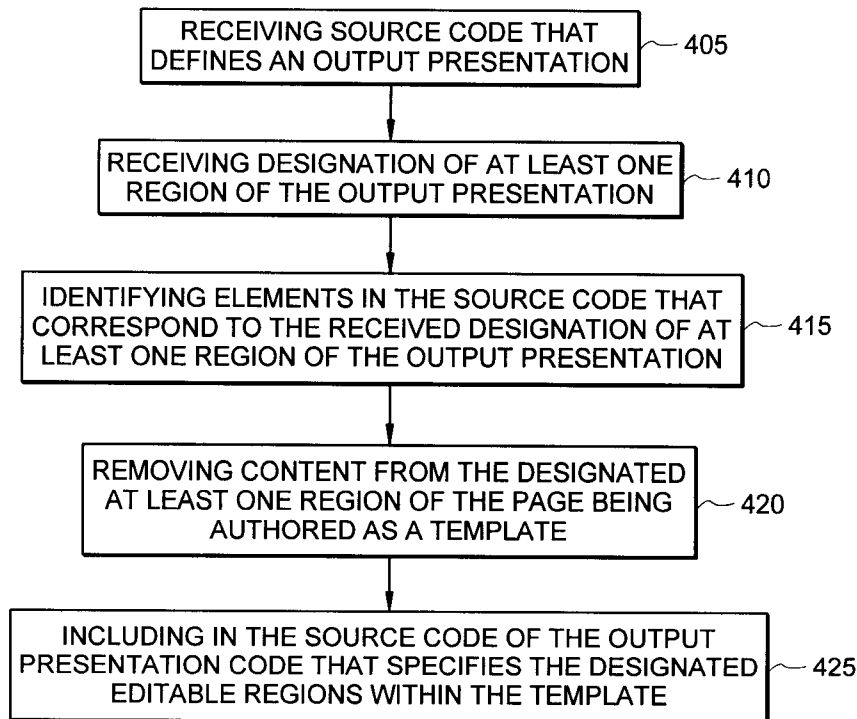 RECEIVING SOURCE CODE THAT
DEFINES AN OUTPUT PRESENTATION
405
RECEIVING DESIGNATION OF AT LEAST ONE
REGION OF THE OUTPUT PRESENTATION
410
IDENTIFYING ELEMENTS IN THE SOURCE CODE THAT
CORRESPOND TO THE RECEIVED DESIGNATION OF AT
LEAST ONE REGION OF THE OUTPUT PRESENTATION
415
REMOVING CONTENT FROM THE DESIGNATED
AT LEAST ONE REGION OF THE PAGE BEING
AUTHORED AS A TEMPLATE
420
INCLUDING IN THE SOURCE CODE OF THE OUTPUT
PRESENTATION CODE THAT SPECIFIES THE DESIGNATED
EDITABLE REGIONS WITHIN THE TEMPLATE
425